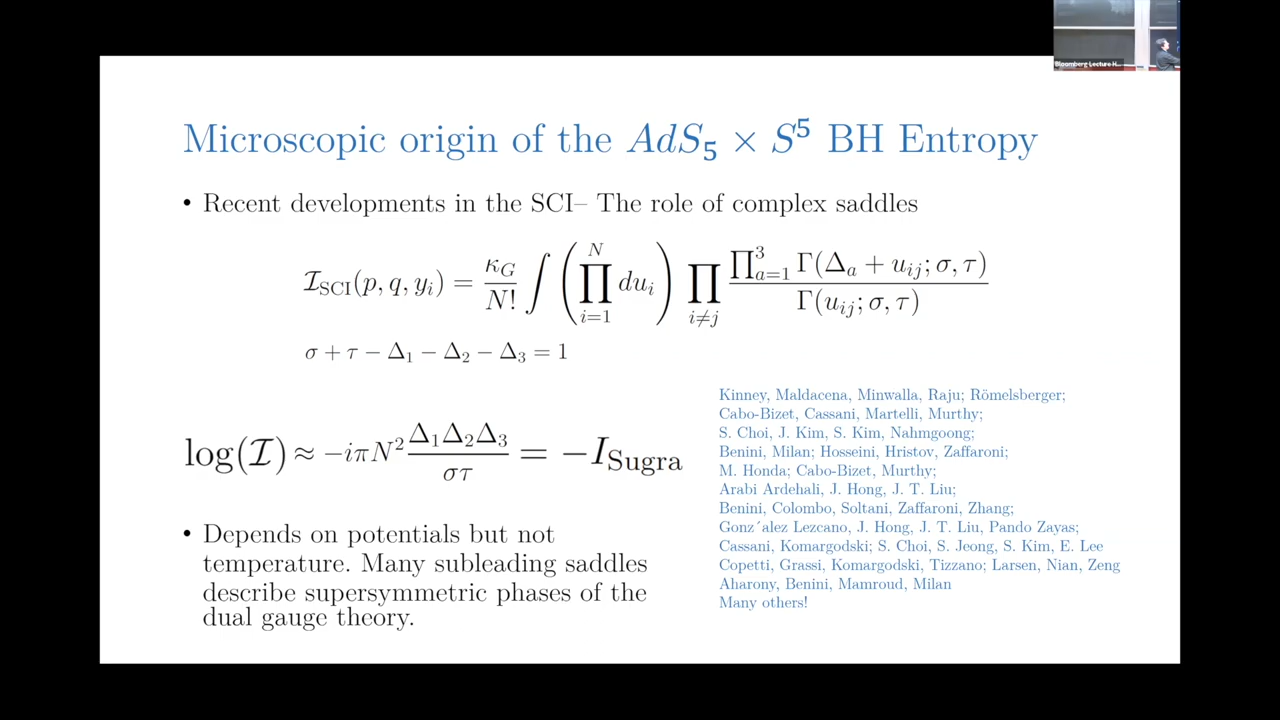 Bloomberg Lecture H...
Microscopic origin of the AdS₅ × S⁵ BH Entropy
• Recent developments in the SCI– The role of complex saddles
𝓘_SCI(p, q, y_i) = κ_G/N! ∫ (∏_{i=1}^{N} du_i) ∏_{i≠j} ∏_{a=1}^{3} Γ(Δ_a + u_ij; σ, τ) / Γ(u_ij; σ, τ)
σ + τ − Δ₁ − Δ₂ − Δ₃ = 1
log(𝓘) ≈ −iπN² Δ₁Δ₂Δ₃/στ = −I_Sugra
• Depends on potentials but not
temperature. Many subleading saddles
describe supersymmetric phases of the
dual gauge theory.
Kinney, Maldacena, Minwalla, Raju; Römelsberger;
Cabo-Bizet, Cassani, Martelli, Murthy;
S. Choi, J. Kim, S. Kim, Nahmgoong;
Benini, Milan; Hosseini, Hristov, Zaffaroni;
M. Honda; Cabo-Bizet, Murthy;
Arabi Ardehali, J. Hong, J. T. Liu;
Benini, Colombo, Soltani, Zaffaroni, Zhang;
Gonz´alez Lezcano, J. Hong, J. T. Liu, Pando Zayas;
Cassani, Komargodski; S. Choi, S. Jeong, S. Kim, E. Lee
Copetti, Grassi, Komargodski, Tizzano; Larsen, Nian, Zeng
Aharony, Benini, Mamroud, Milan
Many others!